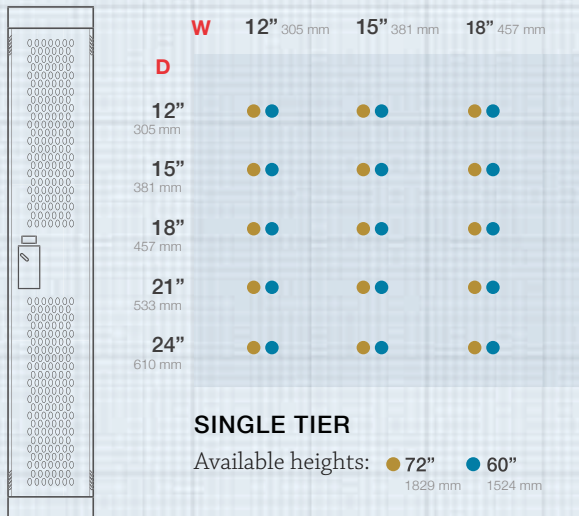 W 12” 305 mm 15” 381 mm 18” 457 mm
D
12”
305 mm
15”
381 mm
18”
457 mm
21”
533 mm
24”
610 mm
SINGLE TIER
Available heights: 72” 60”
1829 mm 1524 mm